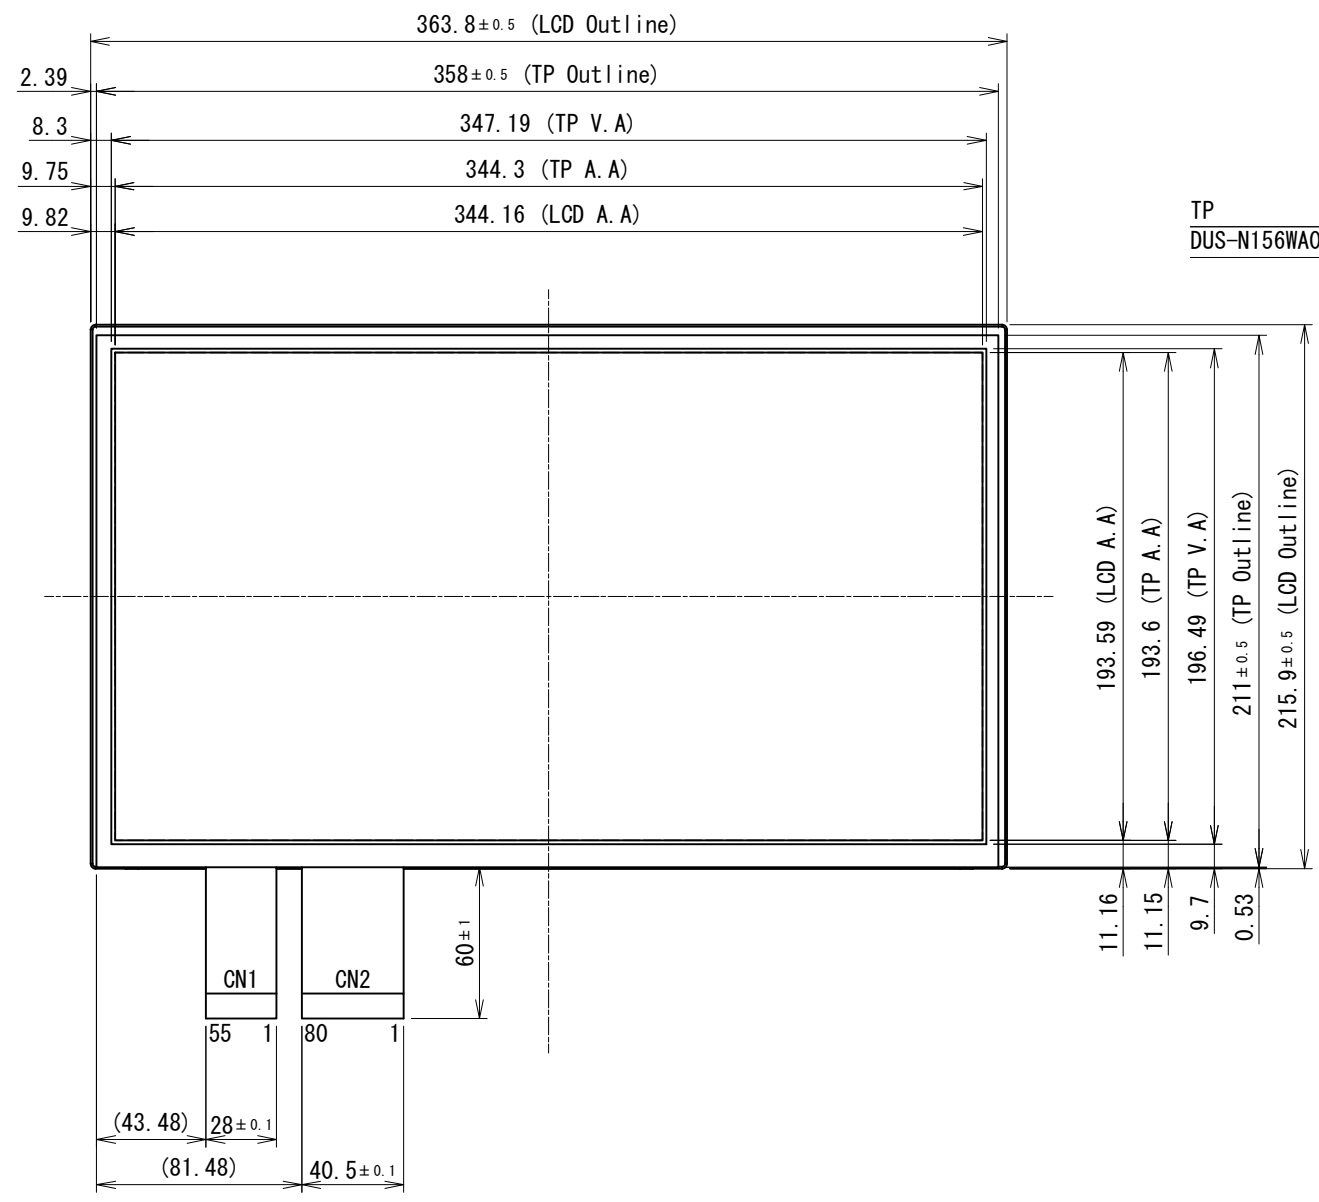 363.8±0.5 (LCD Outline)
2.39 358±0.5 (TP Outline)
8.3 347.19 (TP V.A)
9.75 344.3 (TP A.A)
9.82 344.16 (LCD A.A)
TP
DUS-N156WA0
193.59 (LCD A.A)
193.6 (TP A.A)
196.49 (TP V.A)
211±0.5 (TP Outline)
215.9±0.5 (LCD Outline)
11.16
11.15
9.7
0.53
60±1
CN1 CN2
55 1 80 1
(43.48) 28±0.1
(81.48) 40.5±0.1